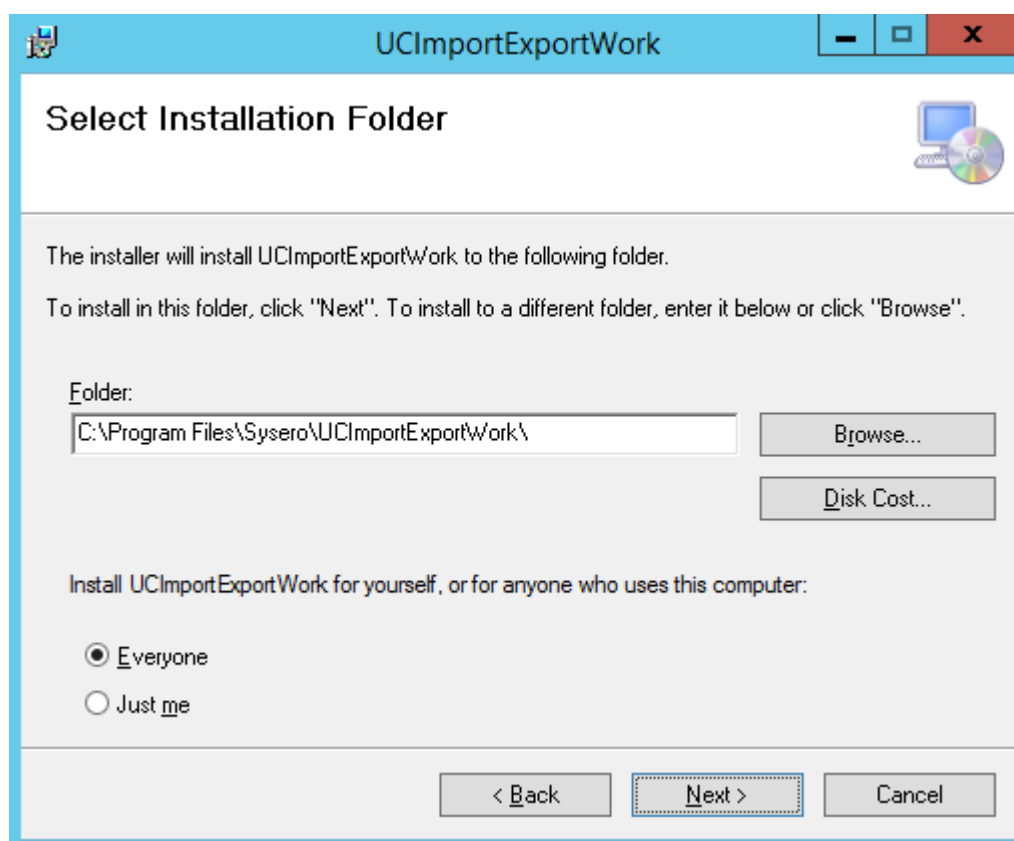 UCImportExportWork
Select Installation Folder
The installer will install UCImportExportWork to the following folder.
To install in this folder, click "Next". To install to a different folder, enter it below or click "Browse".
Folder:
C:\Program Files\Sysero\UCImportExportWork\
Browse...
Disk Cost...
Install UCImportExportWork for yourself, or for anyone who uses this computer:
Everyone
Just me
< Back
Next >
Cancel